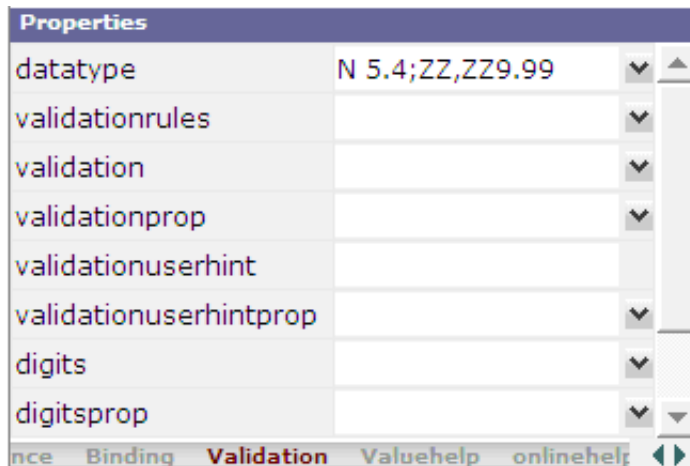 Properties
datatype N 5.4;ZZ,ZZ9.99
validationrules
validation
validationprop
validationuserhint
validationuserhintprop
digits
digitsprop
nce Binding Validation Valuehelp onlinehelp